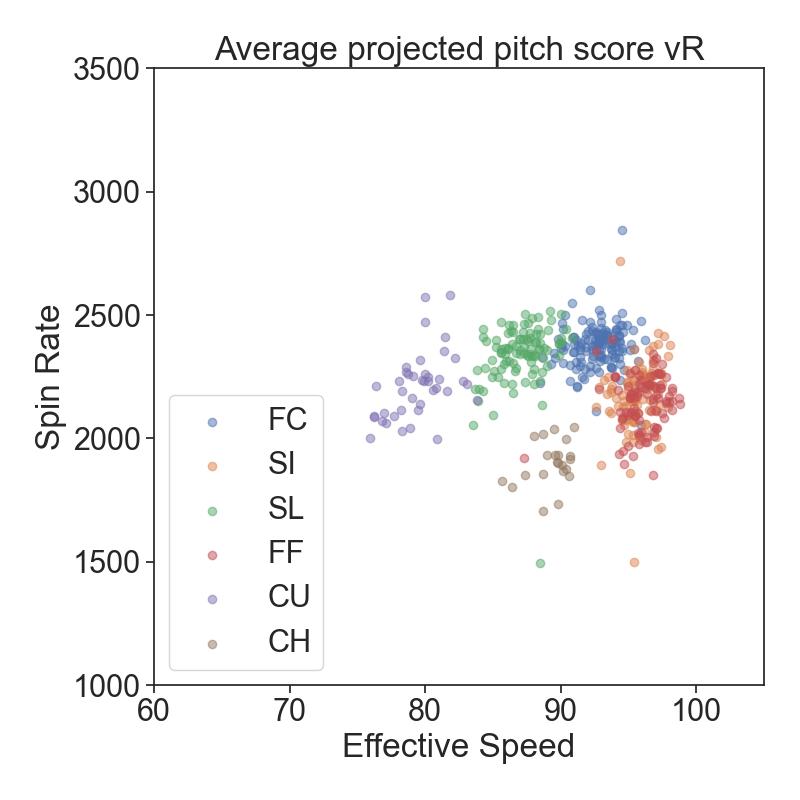 Average projected pitch score vR
3500
3000
2500
2000
1500
1000
Spin Rate
FC
SI
SL
FF
CU
CH
60 70 80 90 100
Effective Speed